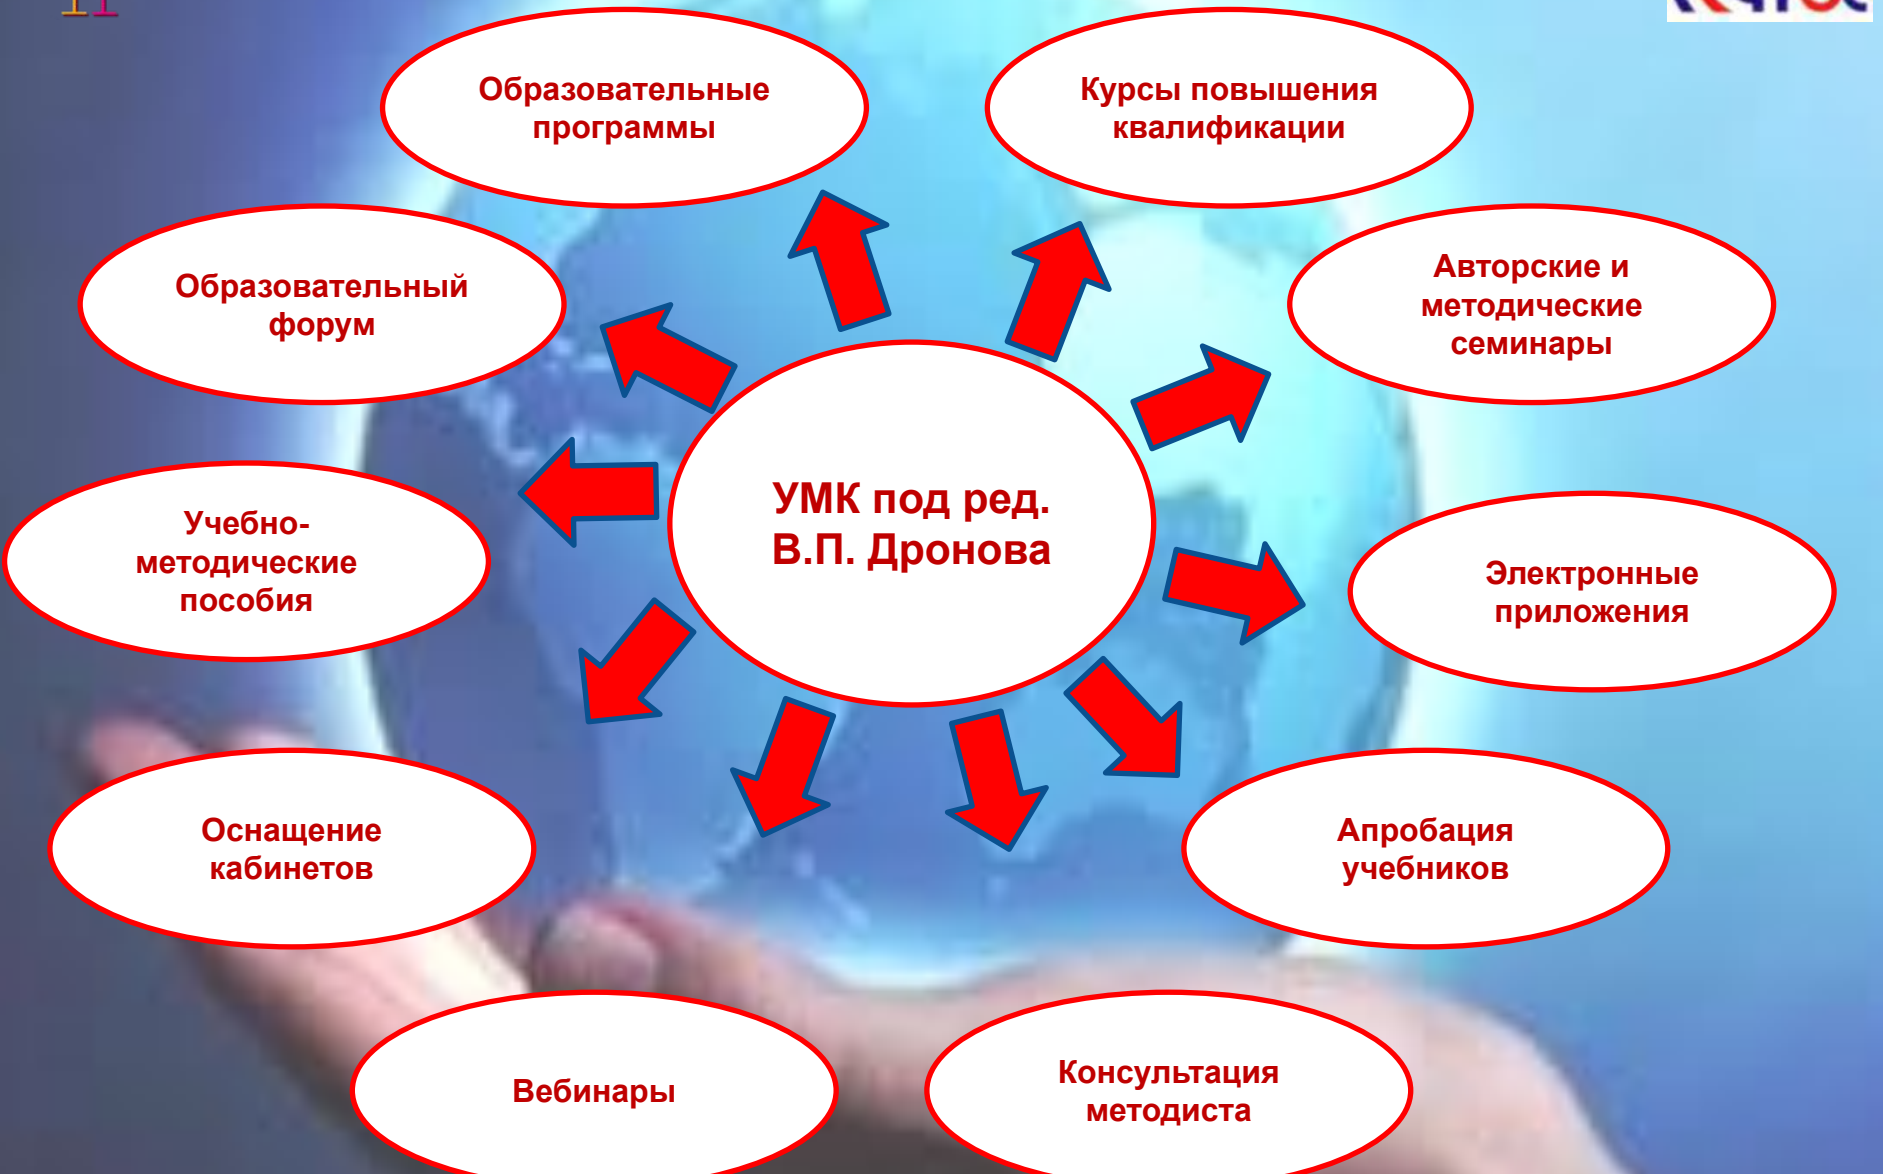 11
Образовательные
программы
Курсы повышения
квалификации
Образовательный
форум
Авторские и
методические
семинары
УМК под ред.
В.П. Дронова
Учебно-
методические
пособия
Электронные
приложения
Оснащение
кабинетов
Апробация
учебников
Вебинары
Консультация
методиста